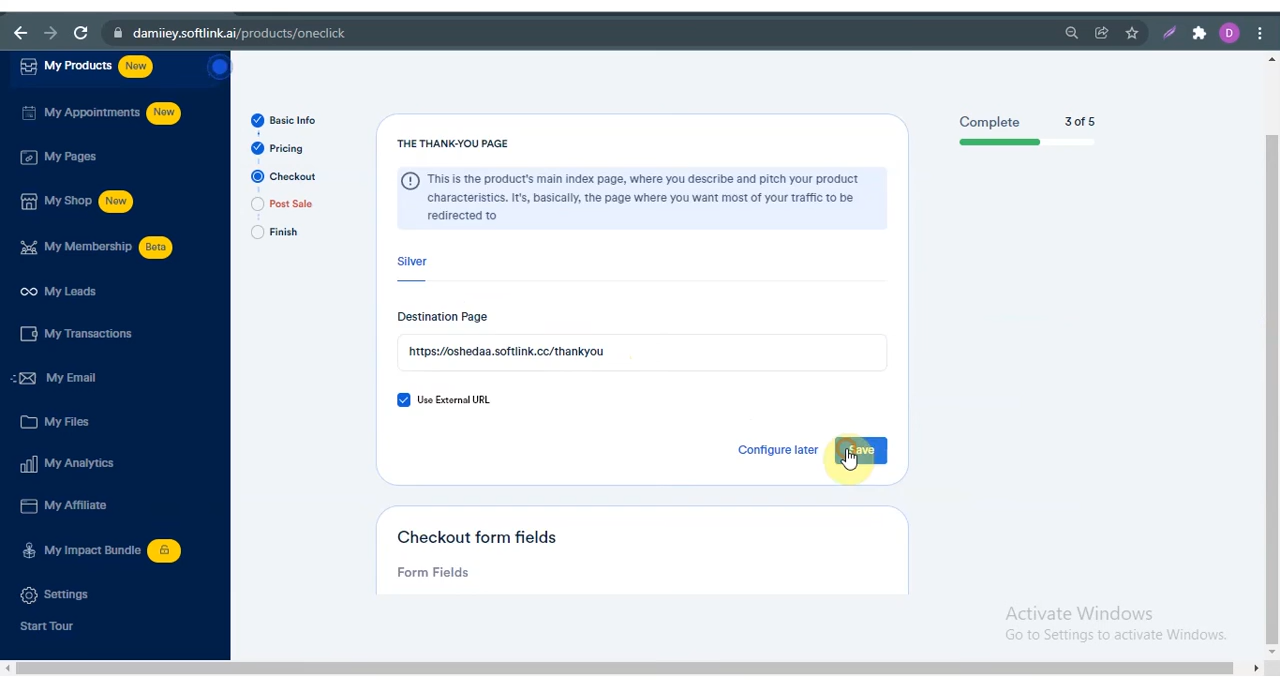 damiiey.softlink.ai/products/oneclick
D
My Products New
My Appointments New
My Pages
My Shop New
My Membership Beta
My Leads
My Transactions
My Email
My Files
My Analytics
My Affiliate
My Impact Bundle
Settings
Start Tour
Basic Info
Pricing
Checkout
Post Sale
Finish
THE THANK-YOU PAGE
This is the product's main index page, where you describe and pitch your product
characteristics. It's, basically, the page where you want most of your traffic to be
redirected to
Silver
Destination Page
https://oshedaa.softlink.cc/thankyou
Use External URL
Configure later Save
Checkout form fields
Form Fields
Complete 3 of 5
Activate Windows
Go to Settings to activate Windows.